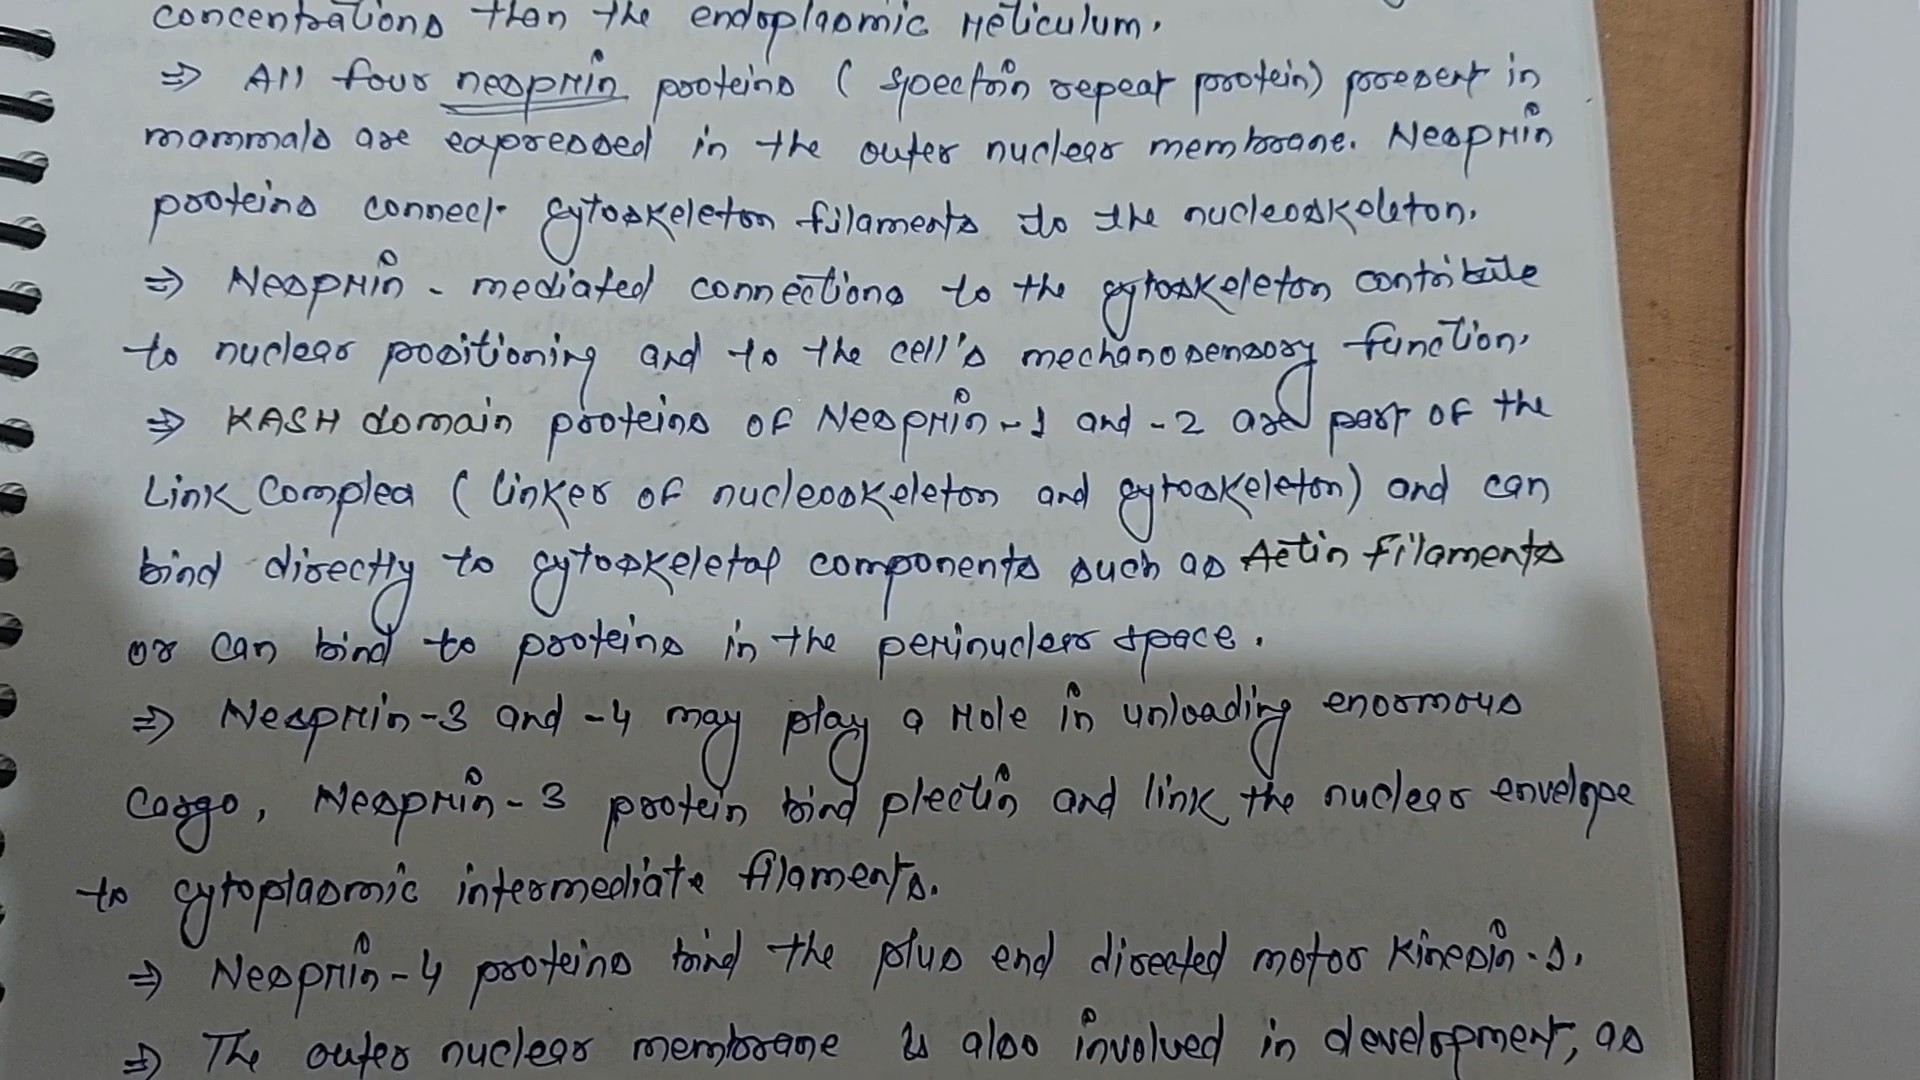 concentrations than the endoplasmic reticulum.
⇒ All four nesprin proteins ( spectrin repeat protein) present in
mammals are expressed in the outer nuclear membrane. Nesprin
proteins connect cytoskeleton filaments to the nucleoskeleton.
⇒ Nesprin - mediated connections to the cytoskeleton contribute
to nuclear positioning and to the cell's mechanosensory function.
⇒ KASH domain proteins of Nesprin-1 and -2 are part of the
Link Complex ( linker of nucleoskeleton and cytoskeleton) and can
bind directly to cytoskeletal components such as Actin filaments
or can bind to proteins in the perinuclear space.
⇒ Nesprin-3 and -4 may play a role in unloading enormous
cargo, Nesprin-3 protein bind plectin and link the nuclear envelope
to cytoplasmic intermediate filaments.
⇒ Nesprin-4 proteins bind the plus end directed motor Kinesin-1.
⇒ The outer nuclear membrane is also involved in development, as